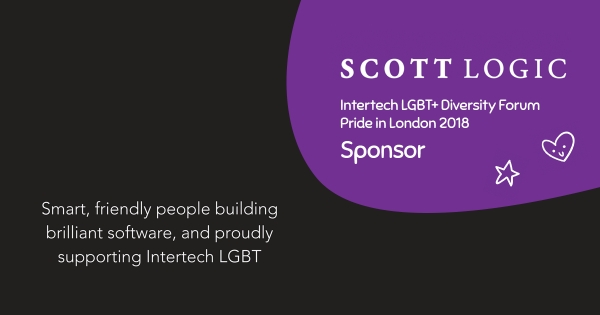 SCOTT LOGIC
Intertech LGBT+ Diversity Forum
Pride in London 2018
Sponsor
Smart, friendly people building
brilliant software, and proudly
supporting Intertech LGBT